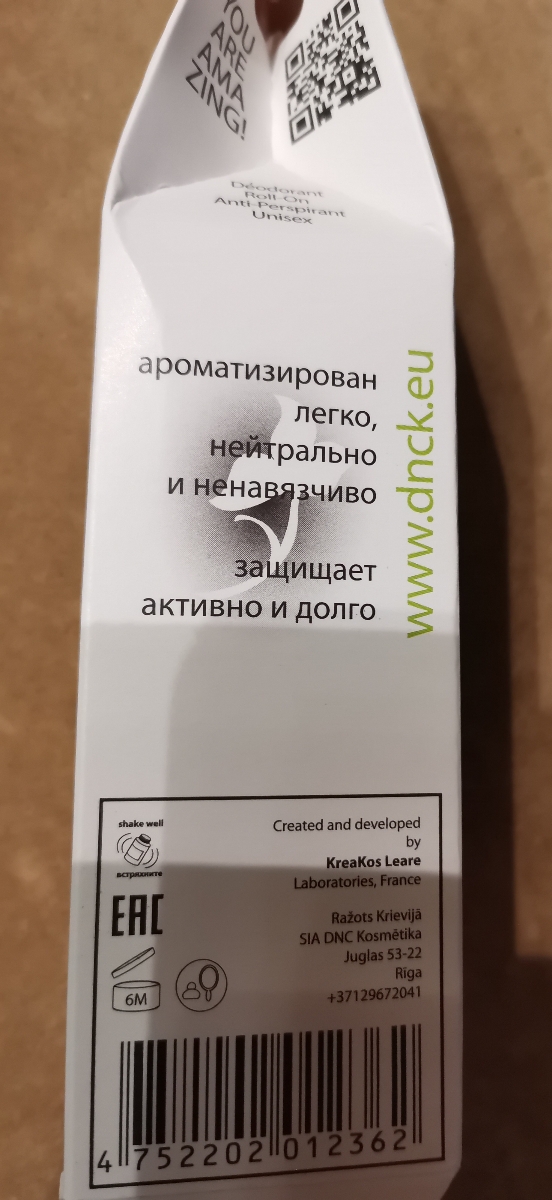 YOU
ARE
AMA
ZING!
Déodorant
Roll-On
Anti-Perspirant
Unisex
ароматизирован
легко,
нейтрально
и ненавязчиво
защищает
активно и долго
www.dnck.eu
shake well
встряхните
EAC
6M
Created and developed
by
KreaKos Leare
Laboratories, France
Ražots Krievijā
SIA DNC Kosmētika
Juglas 53-22
Rīga
+37129672041
4 752202 012362